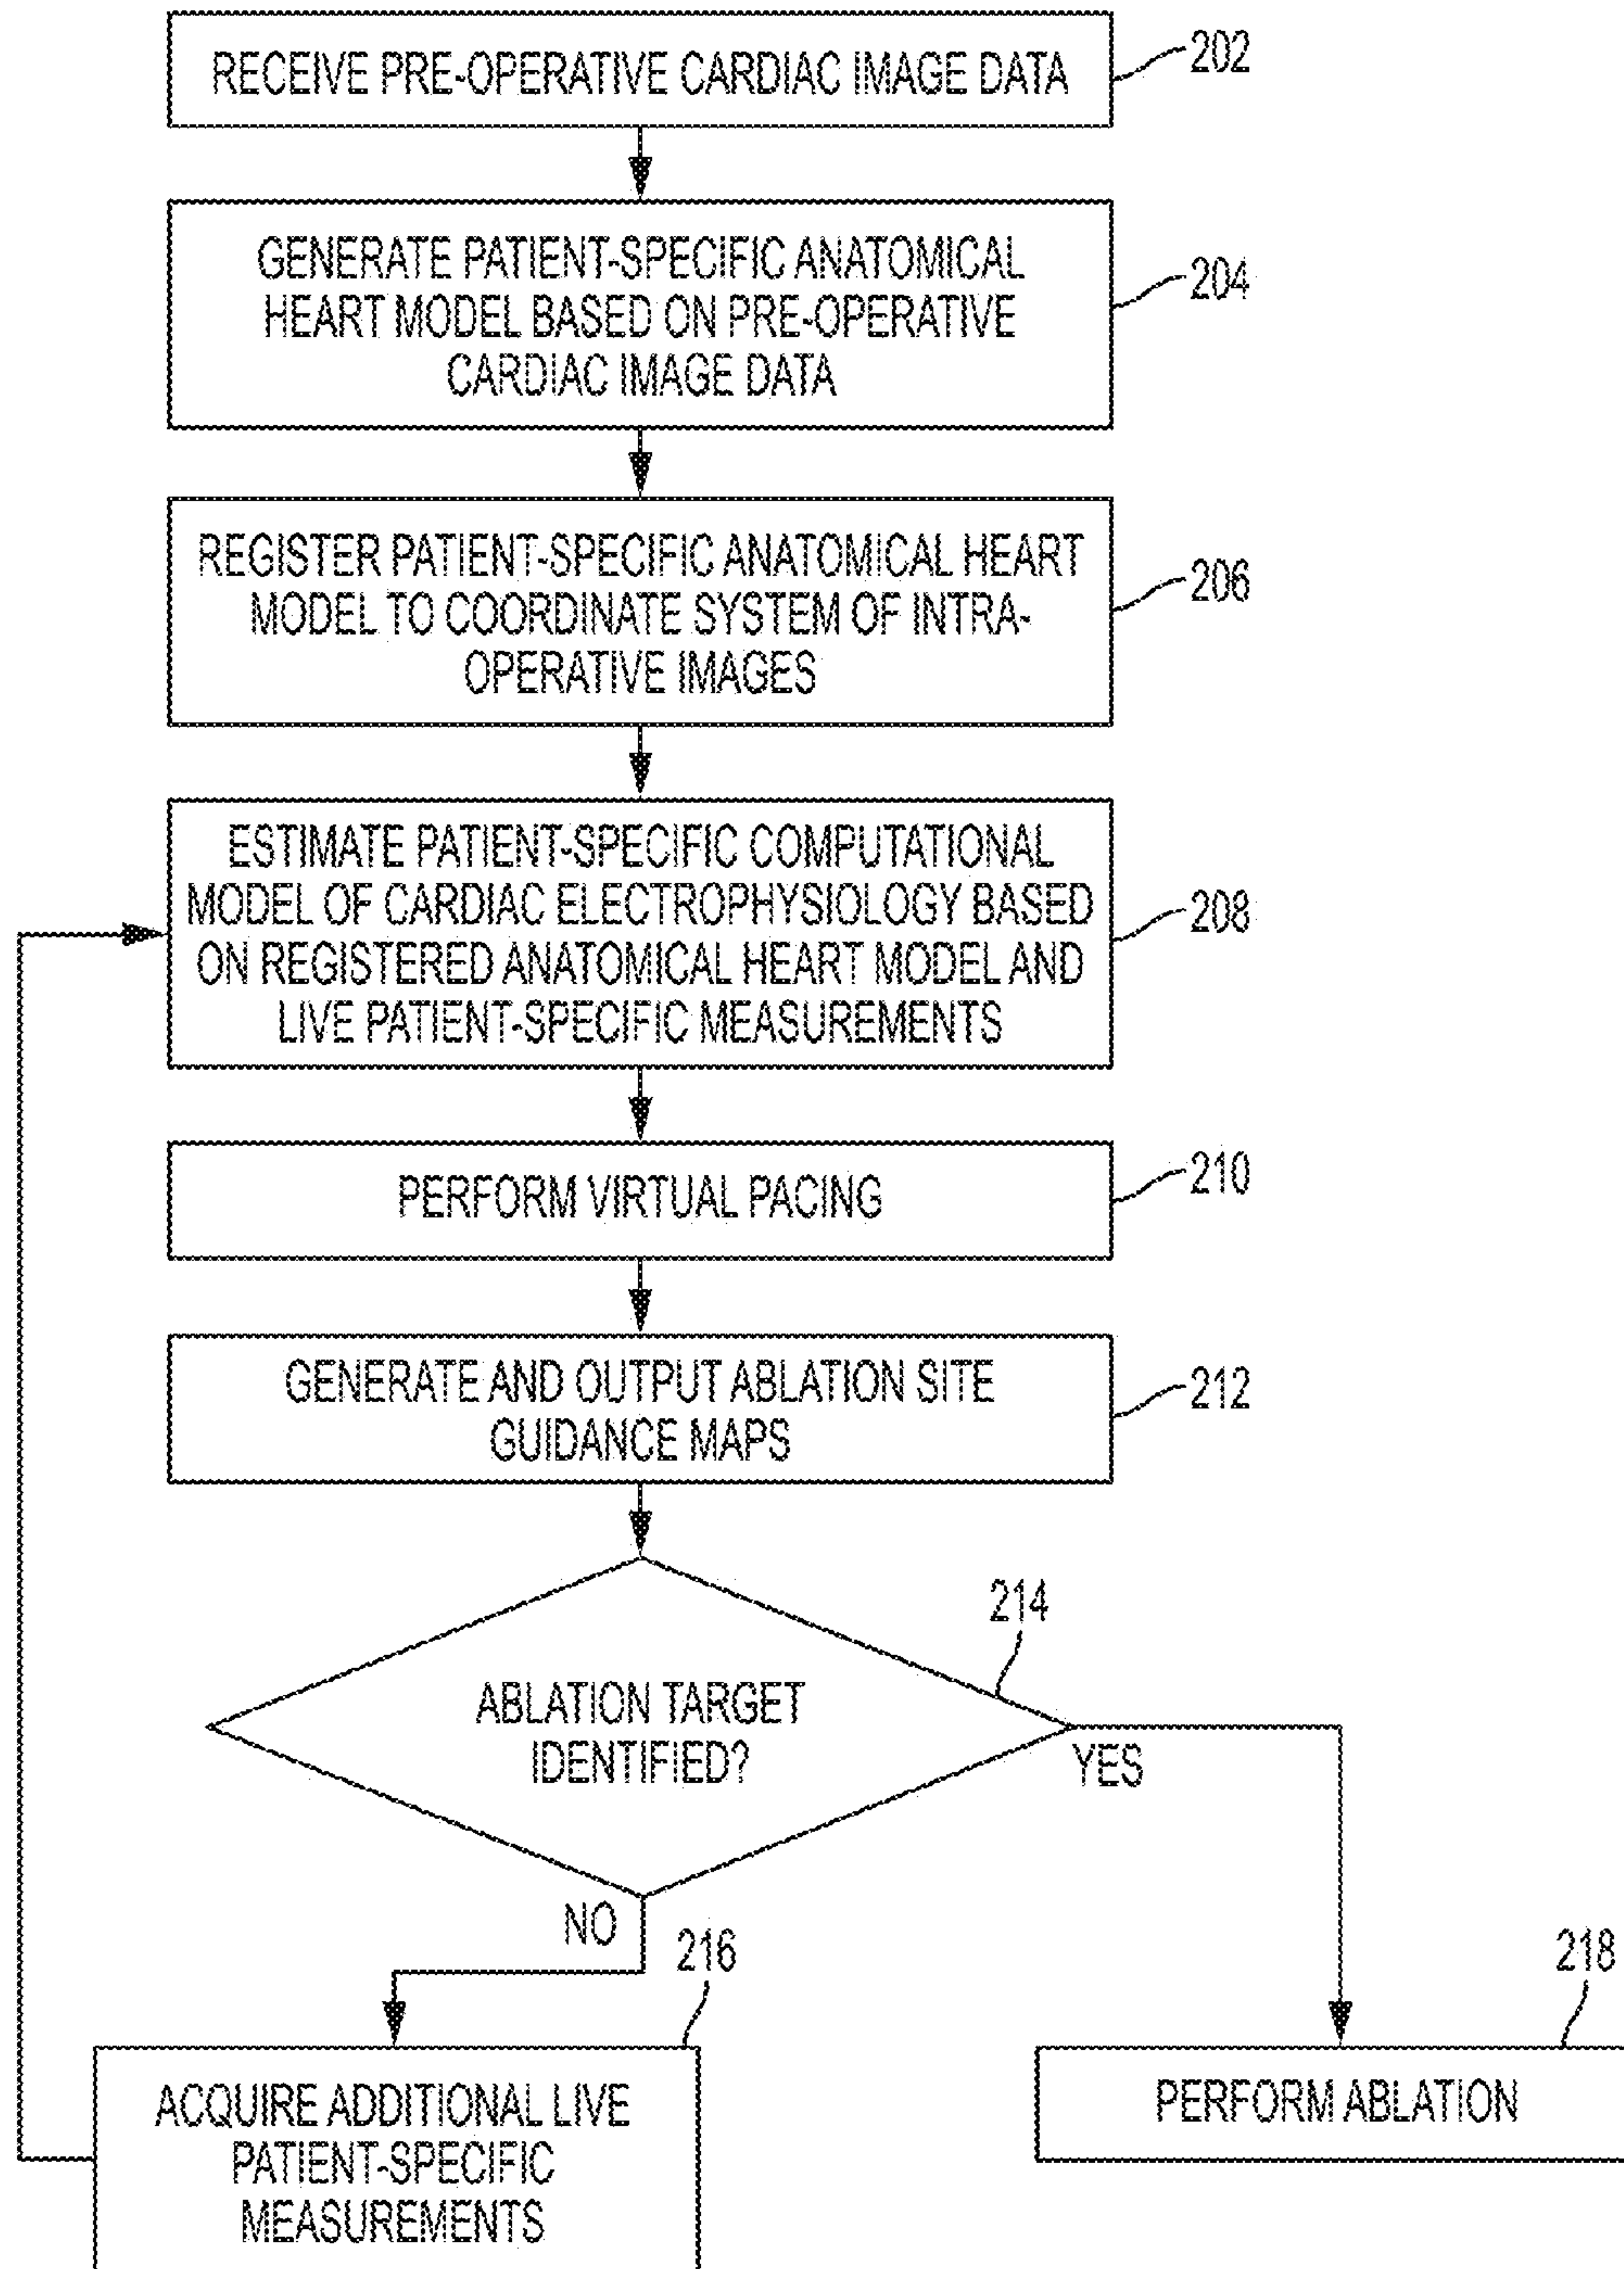 RECEIVE PRE-OPERATIVE CARDIAC IMAGE DATA
202
GENERATE PATIENT-SPECIFIC ANATOMICAL
HEART MODEL BASED ON PRE-OPERATIVE
CARDIAC IMAGE DATA
204
REGISTER PATIENT-SPECIFIC ANATOMICAL HEART
MODEL TO COORDINATE SYSTEM OF INTRA-
OPERATIVE IMAGES
206
ESTIMATE PATIENT-SPECIFIC COMPUTATIONAL
MODEL OF CARDIAC ELECTROPHYSIOLOGY BASED
ON REGISTERED ANATOMICAL HEART MODEL AND
LIVE PATIENT-SPECIFIC MEASUREMENTS
208
PERFORM VIRTUAL PACING
210
GENERATE AND OUTPUT ABLATION SITE
GUIDANCE MAPS
212
214
ABLATION TARGET
IDENTIFIED?
YES
NO
216
218
ACQUIRE ADDITIONAL LIVE
PATIENT-SPECIFIC
MEASUREMENTS
PERFORM ABLATION